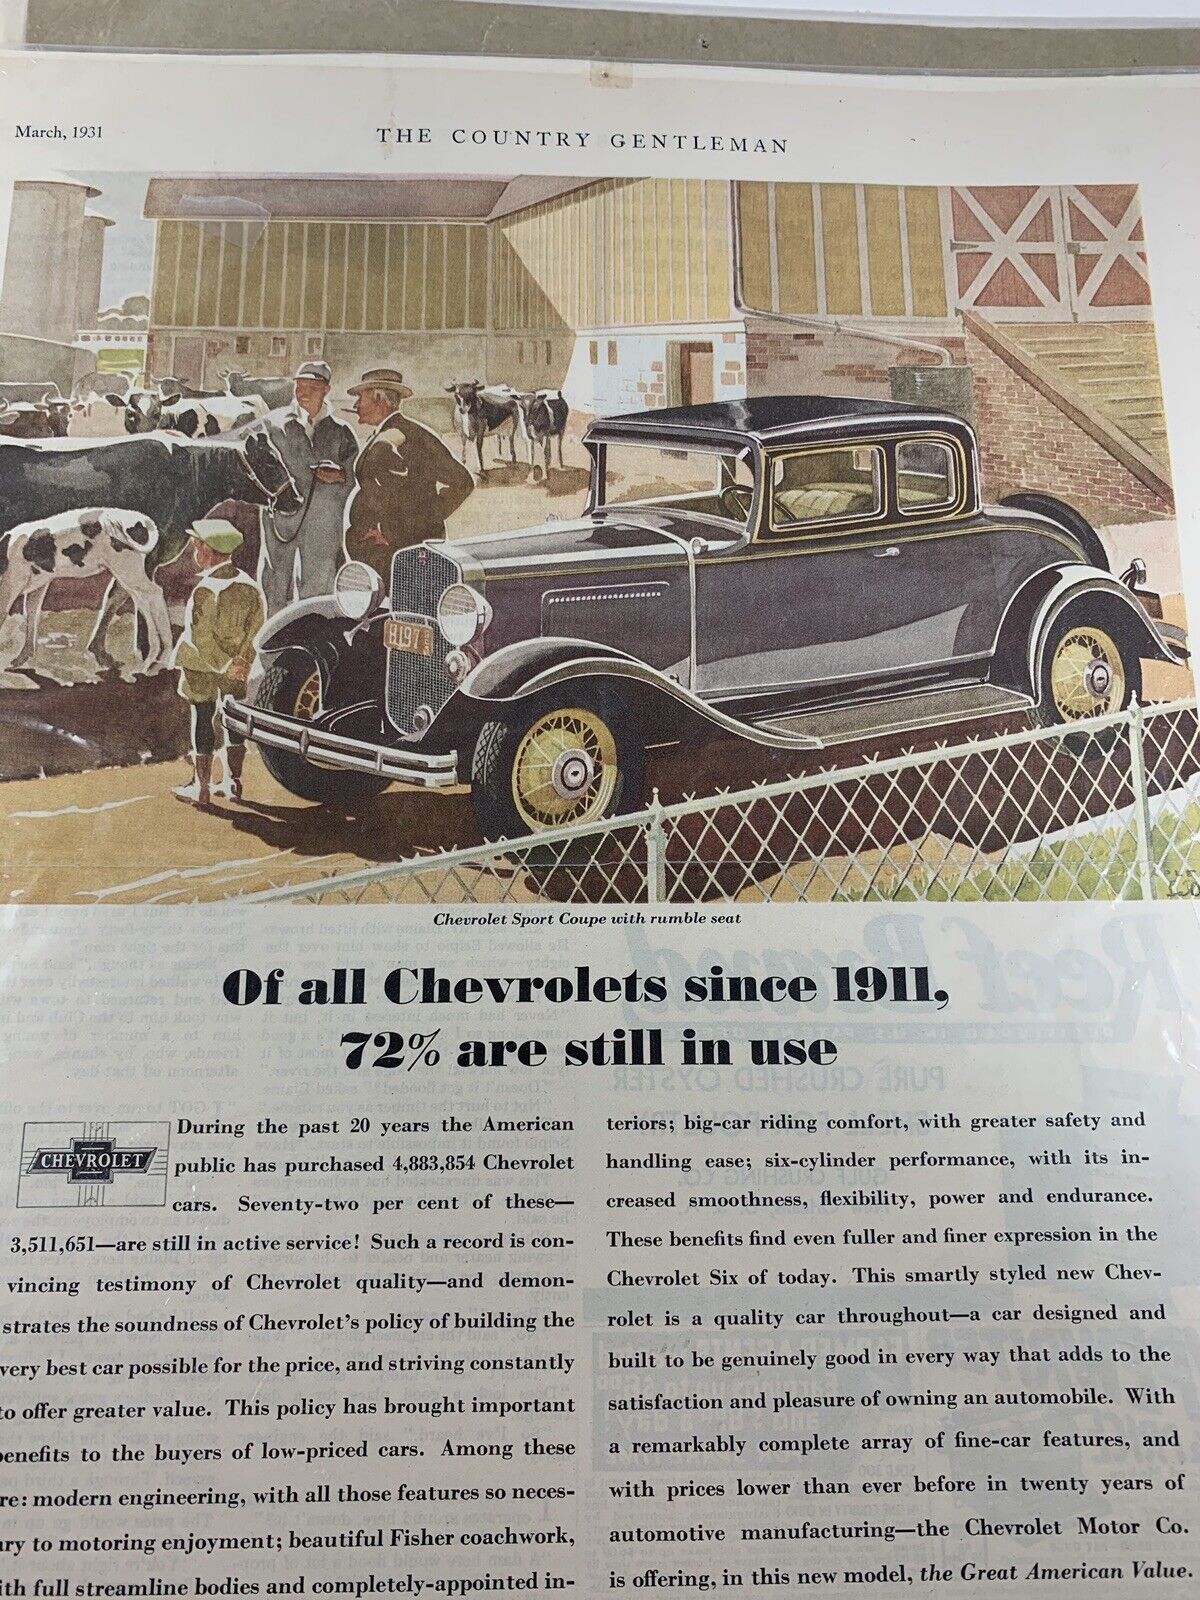 March, 1931
THE COUNTRY GENTLEMAN
8197
Chevrolet Sport Coupe with rumble seat
Of all Chevrolets since 1911,
72% are still in use
CHEVROLET
During the past 20 years the American
public has purchased 4,883,854 Chevrolet
cars. Seventy-two per cent of these—
3,511,651—are still in active service! Such a record is con-
vincing testimony of Chevrolet quality—and demon-
strates the soundness of Chevrolet's policy of building the
very best car possible for the price, and striving constantly
to offer greater value. This policy has brought important
benefits to the buyers of low-priced cars. Among these
re: modern engineering, with all those features so neces-
ary to motoring enjoyment; beautiful Fisher coachwork,
ith full streamline bodies and completely-appointed in-
teriors; big-car riding comfort, with greater safety and
handling ease; six-cylinder performance, with its in-
creased smoothness, flexibility, power and endurance.
These benefits find even fuller and finer expression in the
Chevrolet Six of today. This smartly styled new Chev-
rolet is a quality car throughout—a car designed and
built to be genuinely good in every way that adds to the
satisfaction and pleasure of owning an automobile. With
a remarkably complete array of fine-car features, and
with prices lower than ever before in twenty years of
automotive manufacturing—the Chevrolet Motor Co.
is offering, in this new model, the Great American Value.